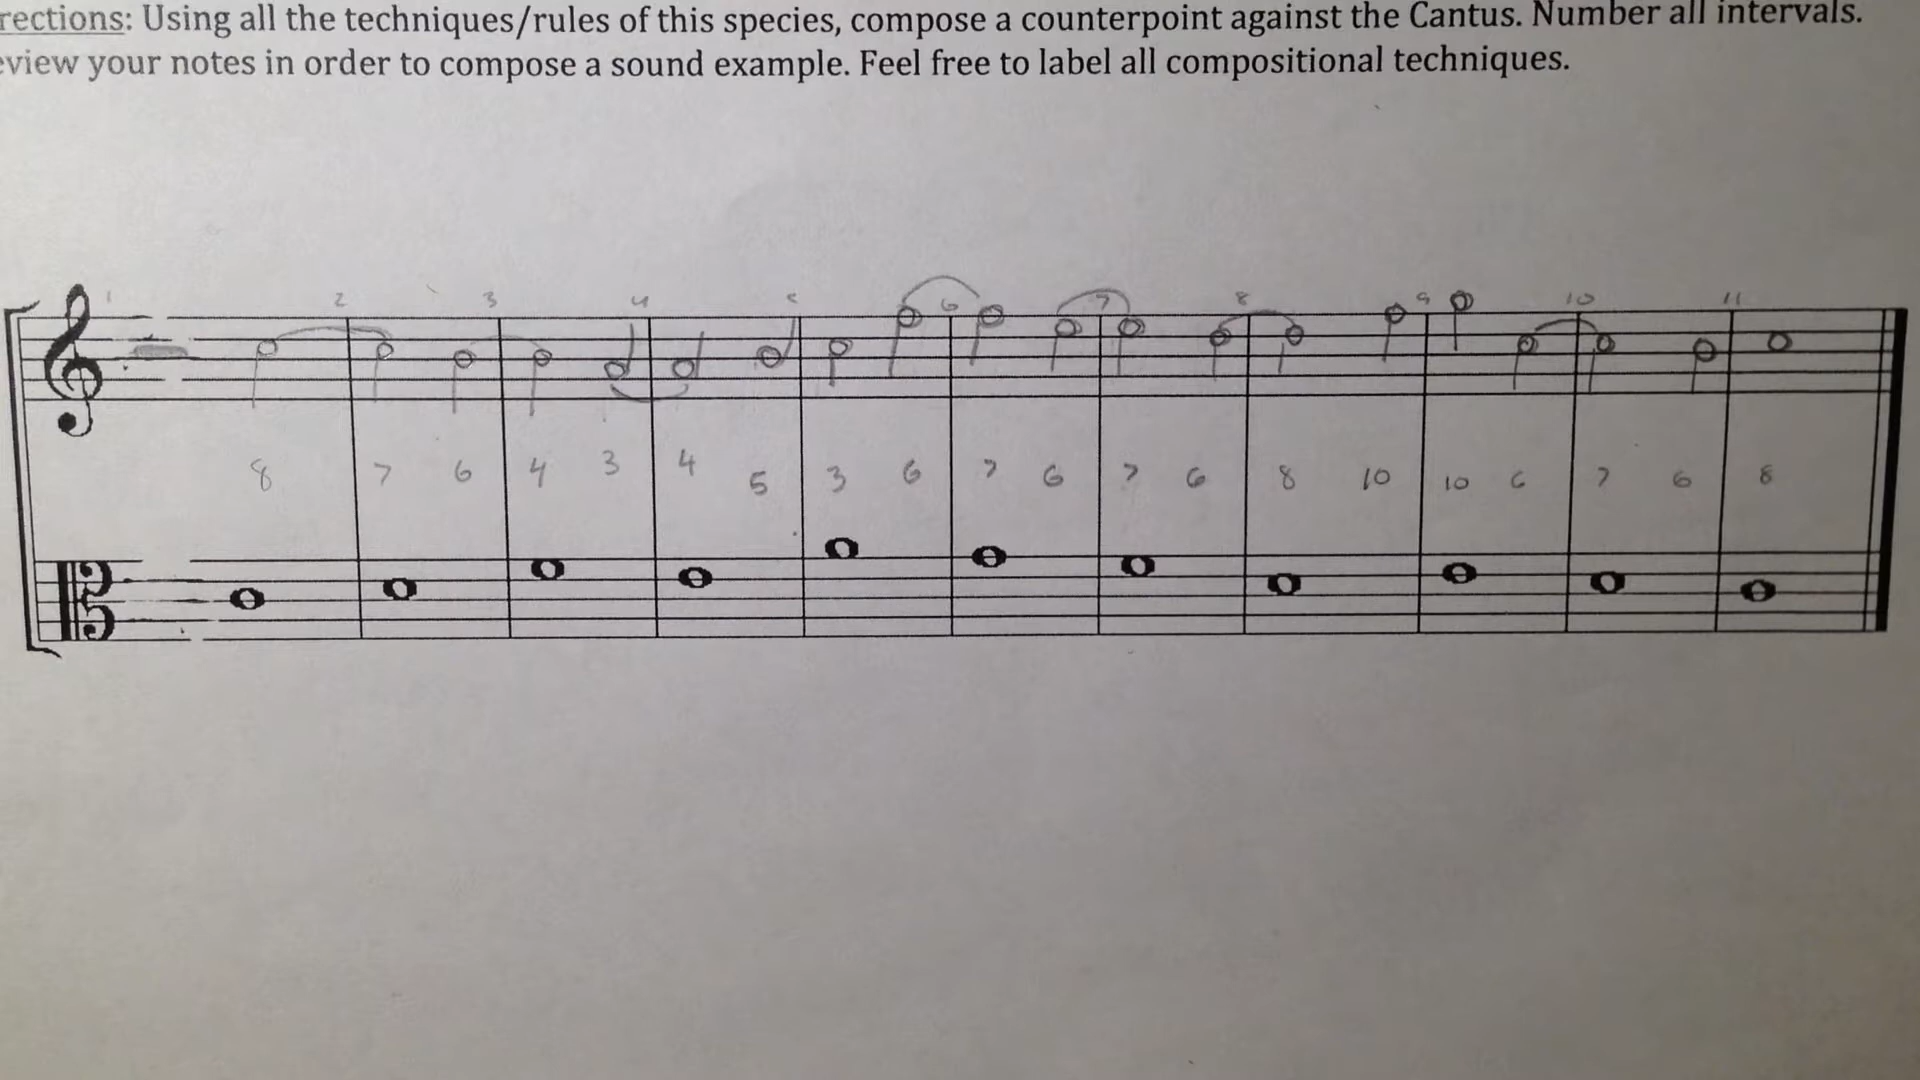 rections: Using all the techniques/rules of this species, compose a counterpoint against the Cantus. Number all intervals.
view your notes in order to compose a sound example. Feel free to label all compositional techniques.
1 2 3 4 5 6 7 8 9 10 11
8 7 6 4 3 4 5 3 6 7 6 7 6 8 10 10 6 7 6 8